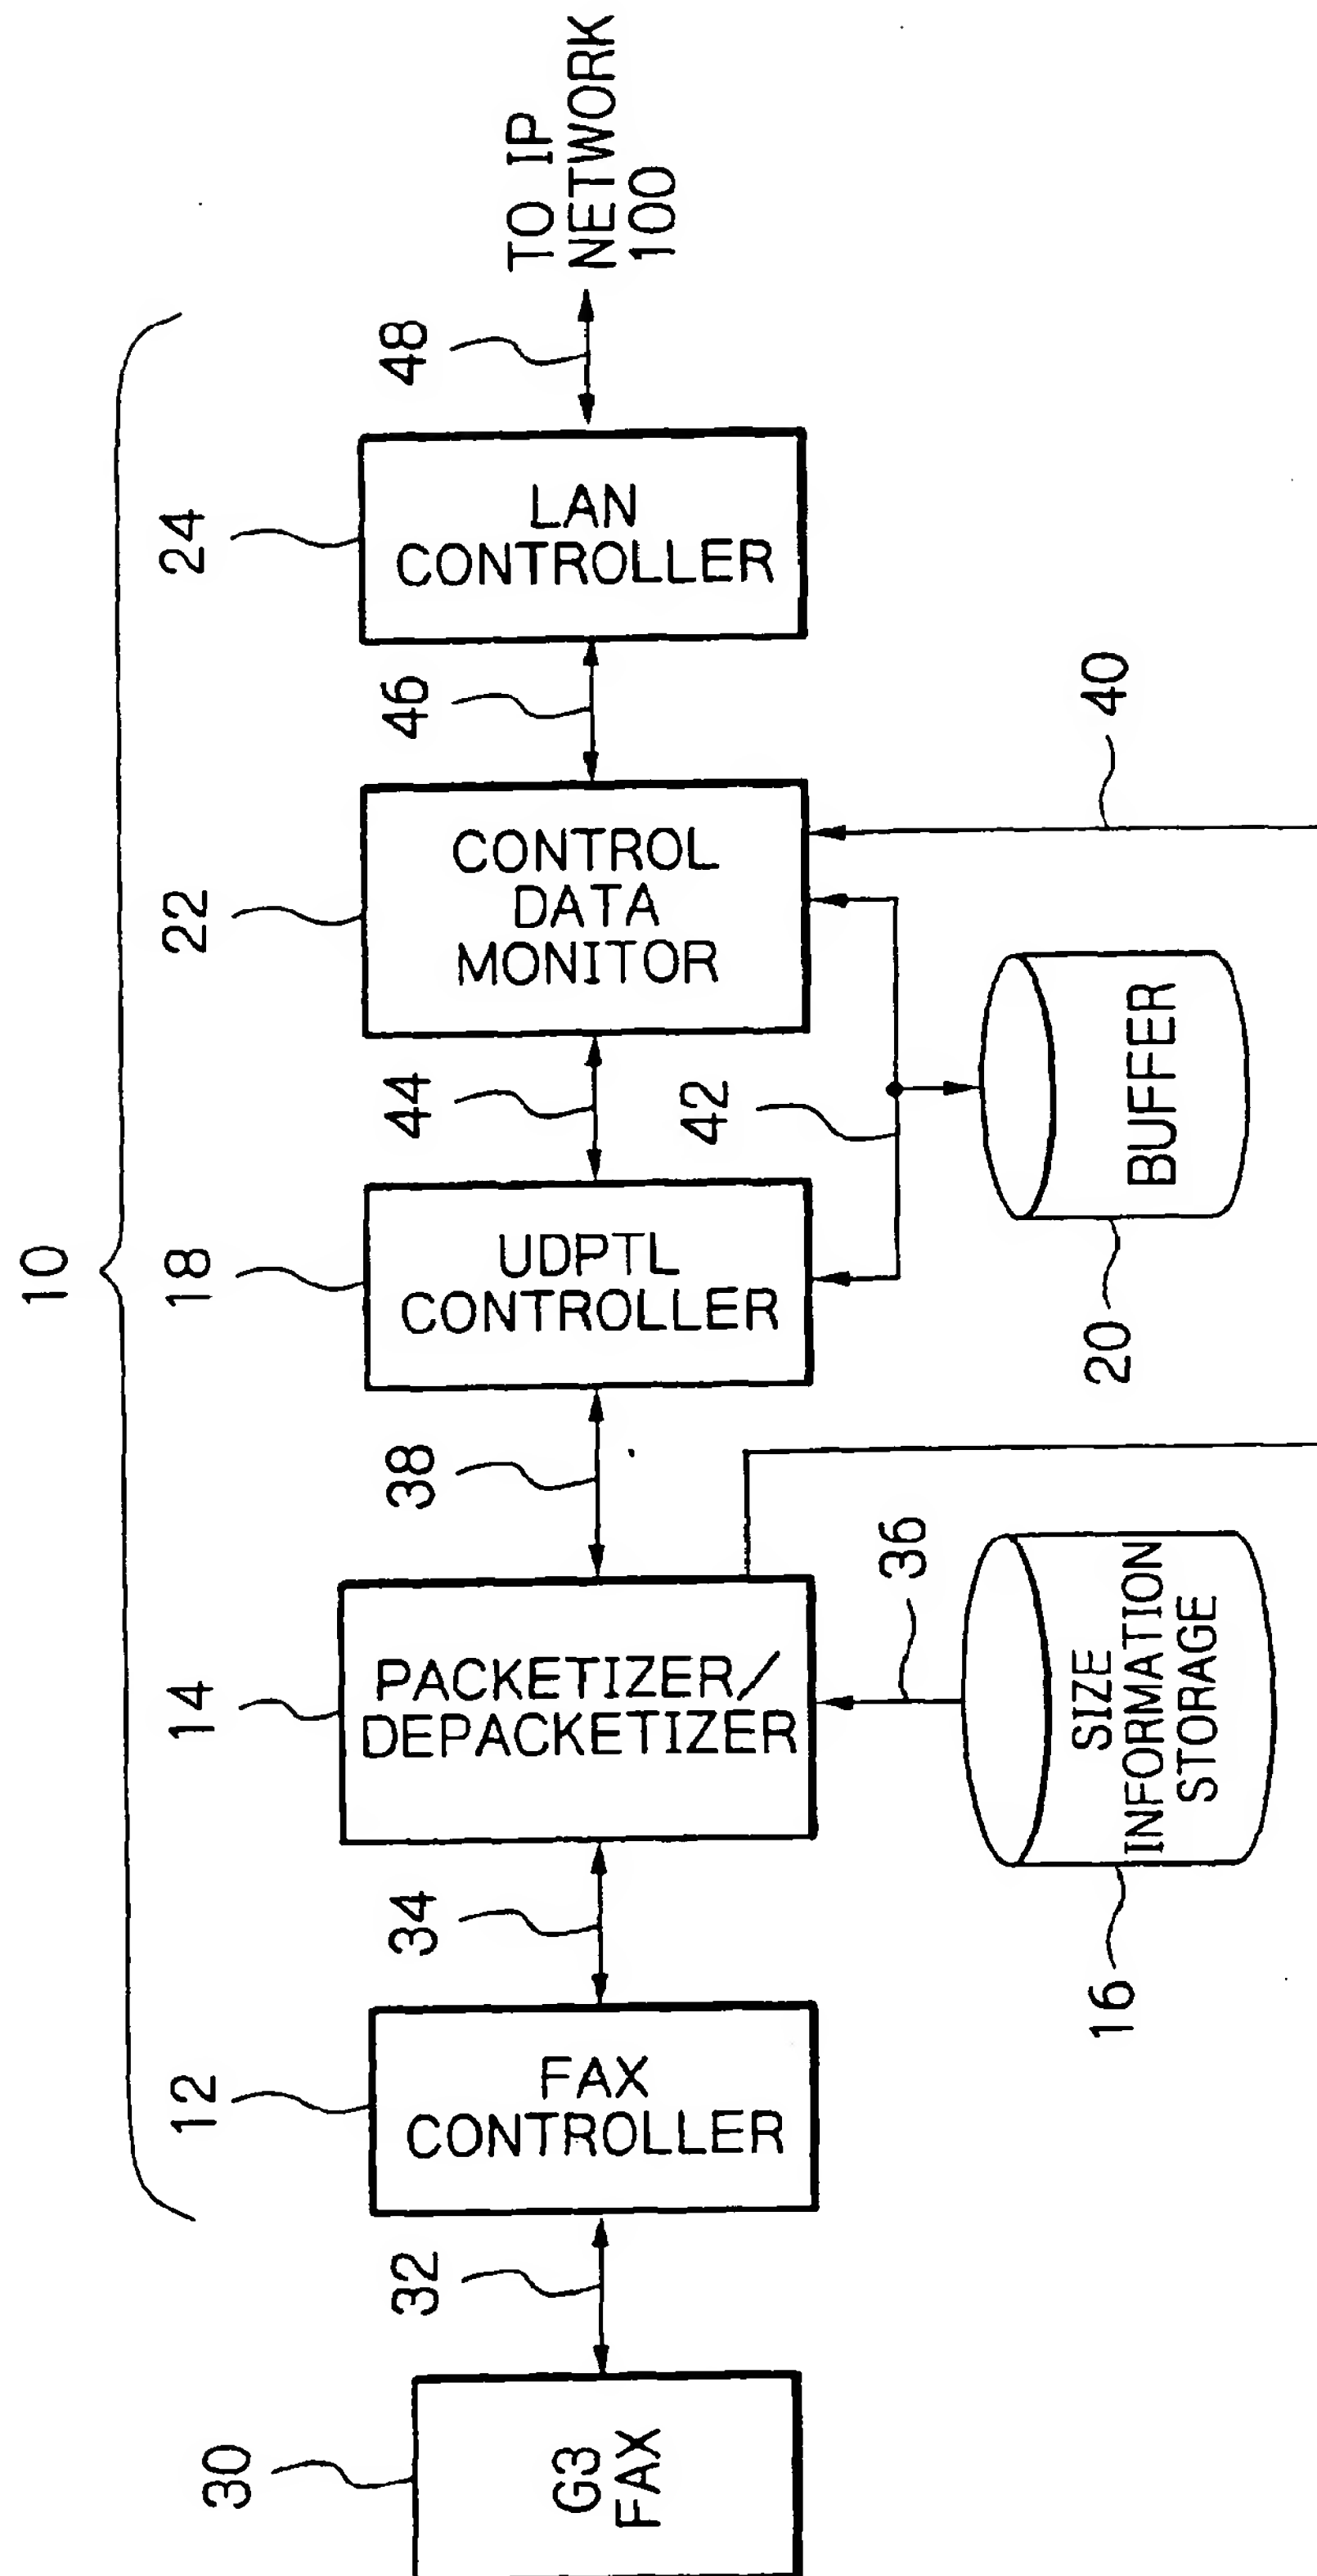 10
30
G3
FAX
32
12
FAX
CONTROLLER
34
14
PACKETIZER/
DEPACKETIZER
38
18
UDPTL
CONTROLLER
44
22
CONTROL
DATA
MONITOR
46
24
LAN
CONTROLLER
48
TO IP
NETWORK
100
16
SIZE
INFORMATION
STORAGE
36
42
20
BUFFER
40